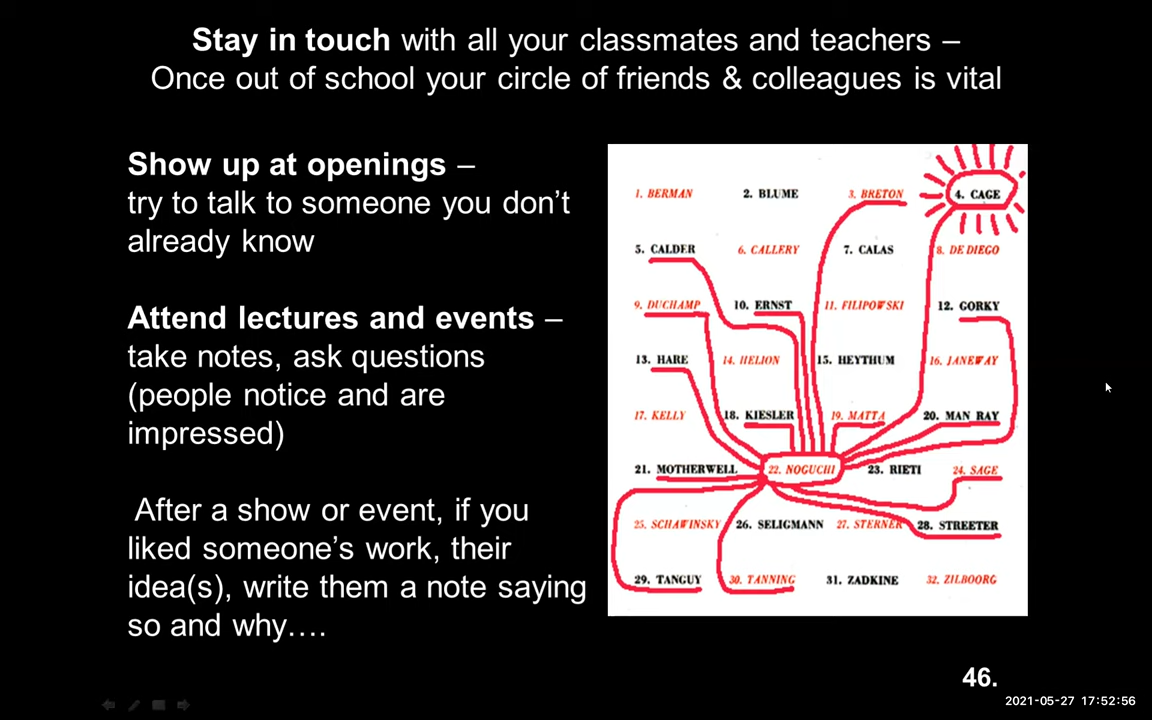 Stay in touch with all your classmates and teachers –
Once out of school your circle of friends & colleagues is vital
Show up at openings –
try to talk to someone you don't
already know
Attend lectures and events –
take notes, ask questions
(people notice and are
impressed)
After a show or event, if you
liked someone's work, their
idea(s), write them a note saying
so and why….
1. BERMAN 2. BLUME 3. BRETON 4. CAGE
5. CALDER 6. CALLERY 7. CALAS 8. DE DIEGO
9. DUCHAMP 10. ERNST 11. FILIPOWSKI 12. GORKY
13. HARE 14. HELION 15. HEYTHUM 16. JANEWAY
17. KELLY 18. KIESLER 19. MATTA 20. MAN RAY
21. MOTHERWELL 22. NOGUCHI 23. RIETI 24. SAGE
25. SCHAWINSKY 26. SELIGMANN 27. STERNER 28. STREETER
29. TANGUY 30. TANNING 31. ZADKINE 32. ZILBOORG
46.
2021-05-27 17:52:56